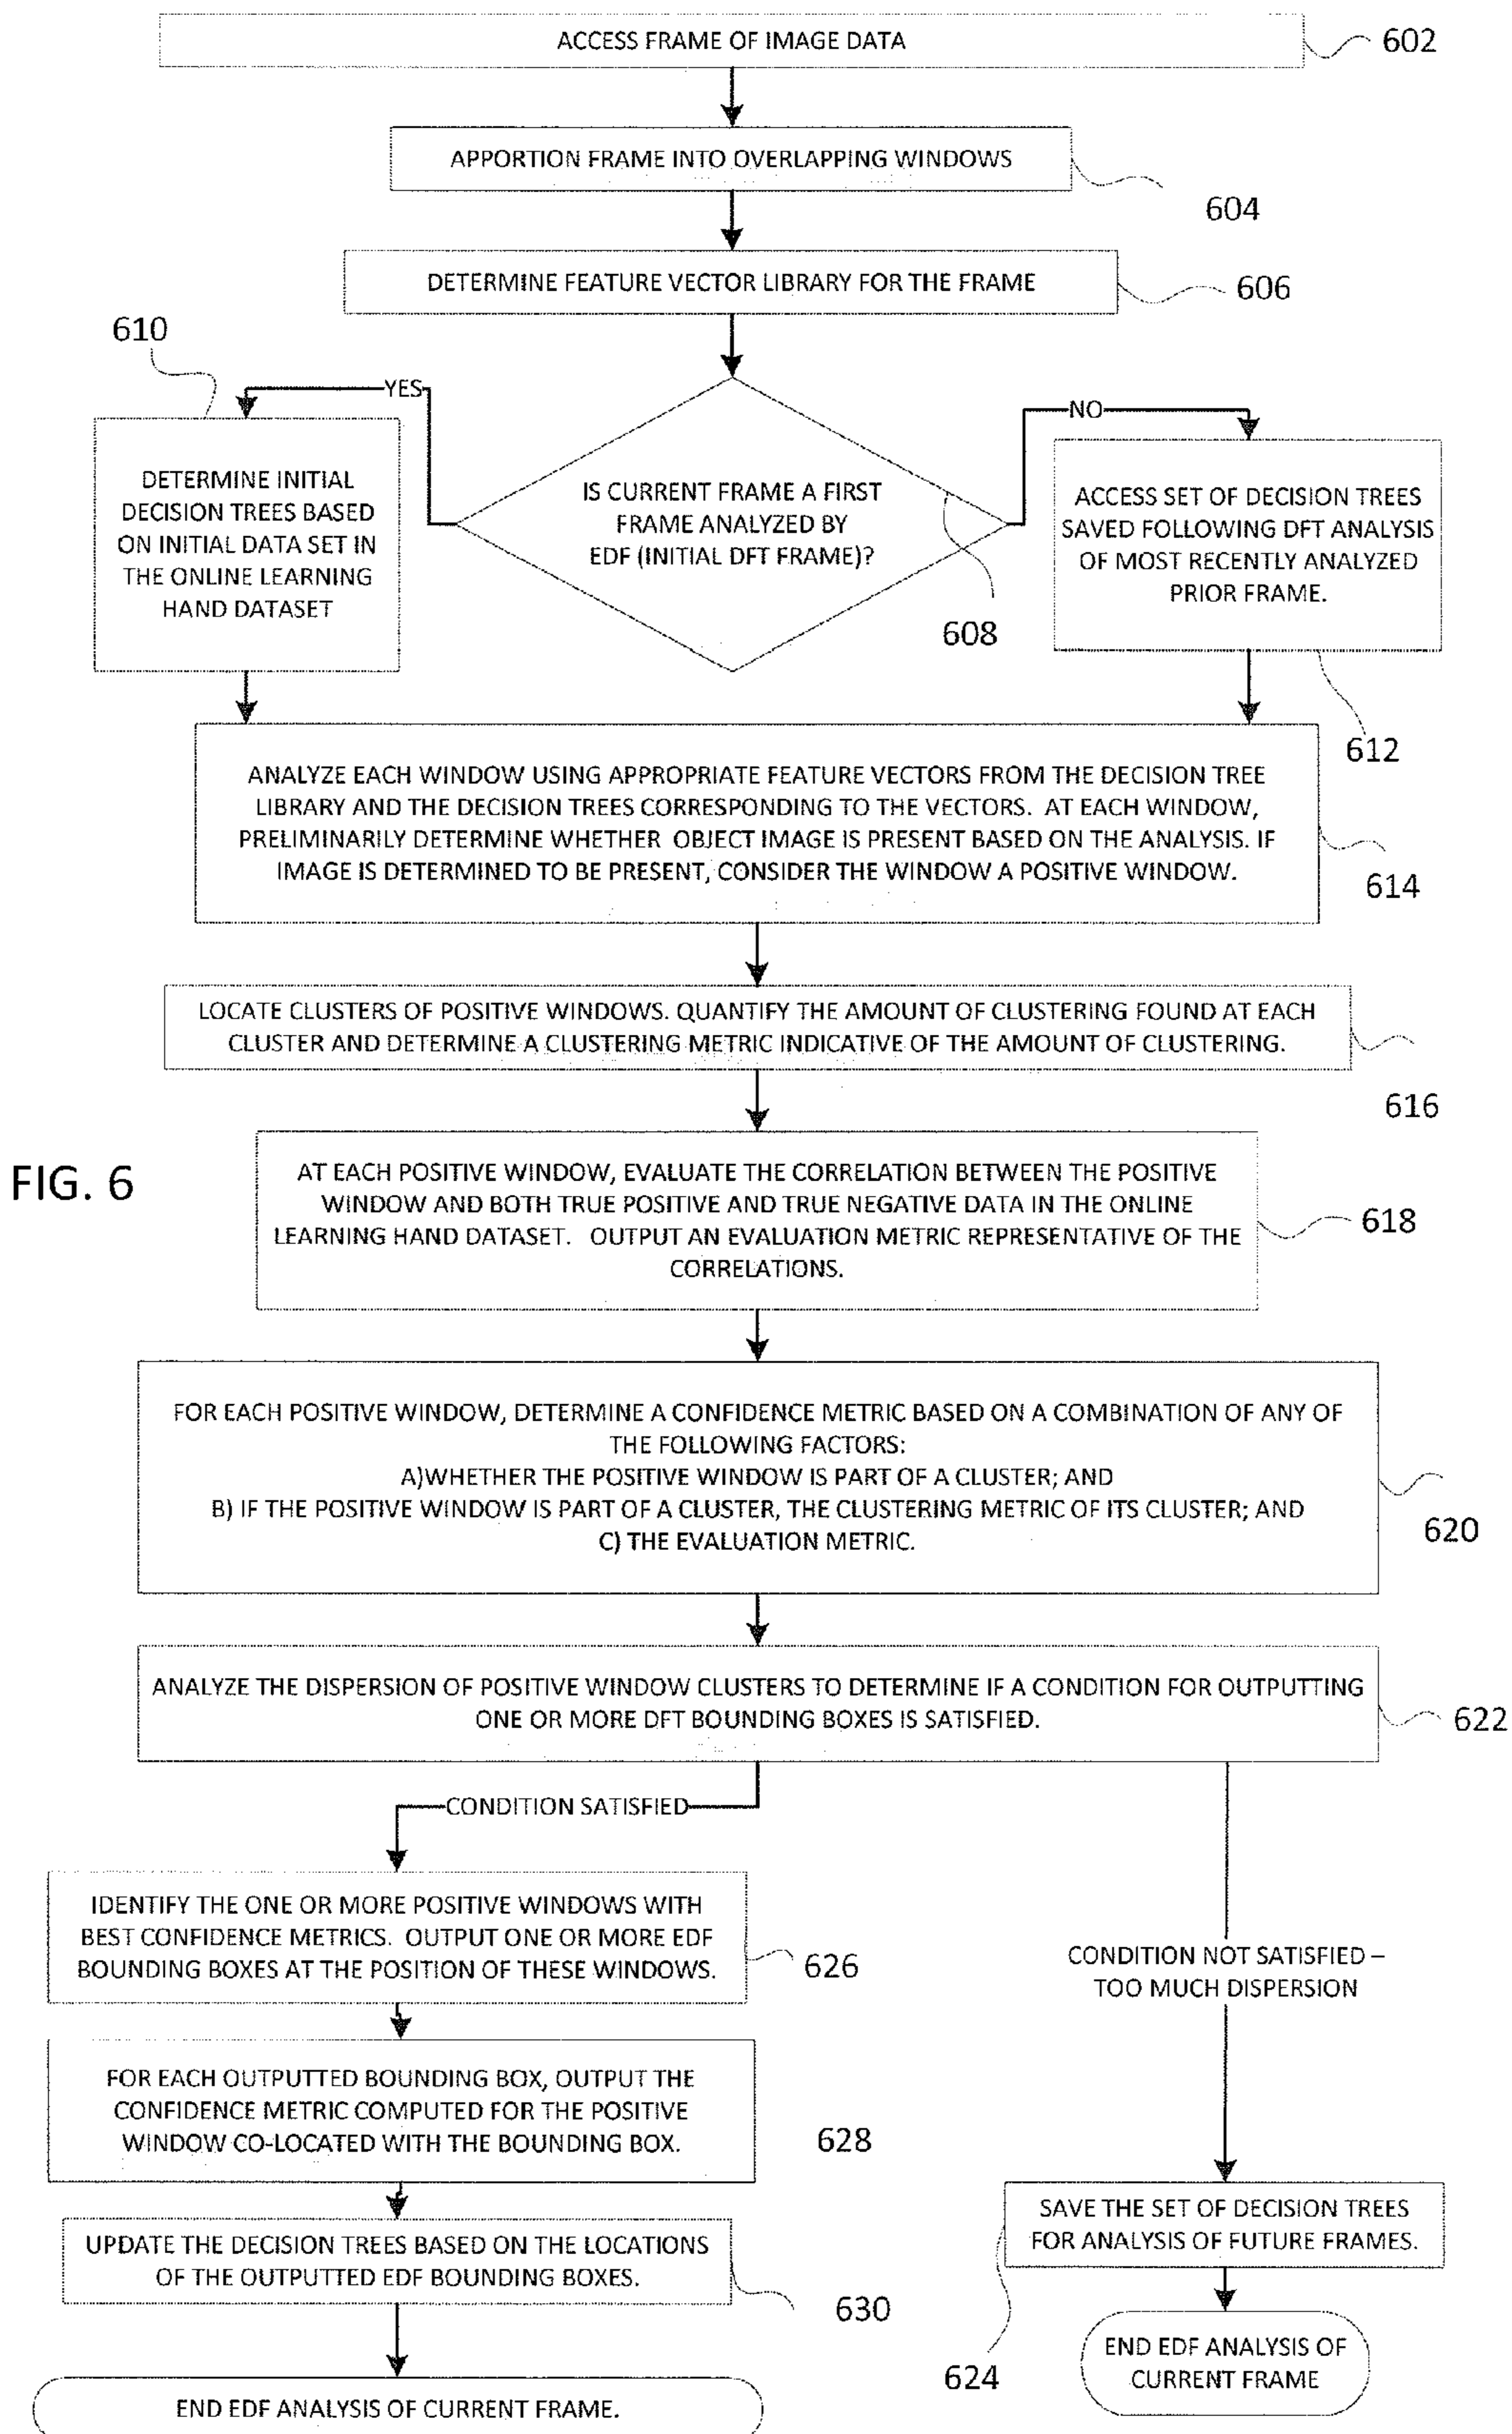 ACCESS FRAME OF IMAGE DATA
602
APPORTION FRAME INTO OVERLAPPING WINDOWS
604
DETERMINE FEATURE VECTOR LIBRARY FOR THE FRAME
606
610
YES
NO
DETERMINE INITIAL
DECISION TREES BASED
ON INITIAL DATA SET IN
THE ONLINE LEARNING
HAND DATASET
IS CURRENT FRAME A FIRST
FRAME ANALYZED BY
EDF (INITIAL DFT FRAME)?
608
ACCESS SET OF DECISION TREES
SAVED FOLLOWING DFT ANALYSIS
OF MOST RECENTLY ANALYZED
PRIOR FRAME.
612
ANALYZE EACH WINDOW USING APPROPRIATE FEATURE VECTORS FROM THE DECISION TREE
LIBRARY AND THE DECISION TREES CORRESPONDING TO THE VECTORS. AT EACH WINDOW,
PRELIMINARILY DETERMINE WHETHER OBJECT IMAGE IS PRESENT BASED ON THE ANALYSIS. IF
IMAGE IS DETERMINED TO BE PRESENT, CONSIDER THE WINDOW A POSITIVE WINDOW.
614
LOCATE CLUSTERS OF POSITIVE WINDOWS. QUANTIFY THE AMOUNT OF CLUSTERING FOUND AT EACH
CLUSTER AND DETERMINE A CLUSTERING METRIC INDICATIVE OF THE AMOUNT OF CLUSTERING.
616
FIG. 6
AT EACH POSITIVE WINDOW, EVALUATE THE CORRELATION BETWEEN THE POSITIVE
WINDOW AND BOTH TRUE POSITIVE AND TRUE NEGATIVE DATA IN THE ONLINE
LEARNING HAND DATASET. OUTPUT AN EVALUATION METRIC REPRESENTATIVE OF THE
CORRELATIONS.
618
FOR EACH POSITIVE WINDOW, DETERMINE A CONFIDENCE METRIC BASED ON A COMBINATION OF ANY OF
THE FOLLOWING FACTORS:
A)WHETHER THE POSITIVE WINDOW IS PART OF A CLUSTER; AND
B) IF THE POSITIVE WINDOW IS PART OF A CLUSTER, THE CLUSTERING METRIC OF ITS CLUSTER; AND
C) THE EVALUATION METRIC.
620
ANALYZE THE DISPERSION OF POSITIVE WINDOW CLUSTERS TO DETERMINE IF A CONDITION FOR OUTPUTTING
ONE OR MORE DFT BOUNDING BOXES IS SATISFIED.
622
CONDITION SATISFIED
IDENTIFY THE ONE OR MORE POSITIVE WINDOWS WITH
BEST CONFIDENCE METRICS. OUTPUT ONE OR MORE EDF
BOUNDING BOXES AT THE POSITION OF THESE WINDOWS.
626
CONDITION NOT SATISFIED –
TOO MUCH DISPERSION
FOR EACH OUTPUTTED BOUNDING BOX, OUTPUT THE
CONFIDENCE METRIC COMPUTED FOR THE POSITIVE
WINDOW CO-LOCATED WITH THE BOUNDING BOX.
628
UPDATE THE DECISION TREES BASED ON THE LOCATIONS
OF THE OUTPUTTED EDF BOUNDING BOXES.
630
SAVE THE SET OF DECISION TREES
FOR ANALYSIS OF FUTURE FRAMES.
624
END EDF ANALYSIS OF
CURRENT FRAME
END EDF ANALYSIS OF CURRENT FRAME.